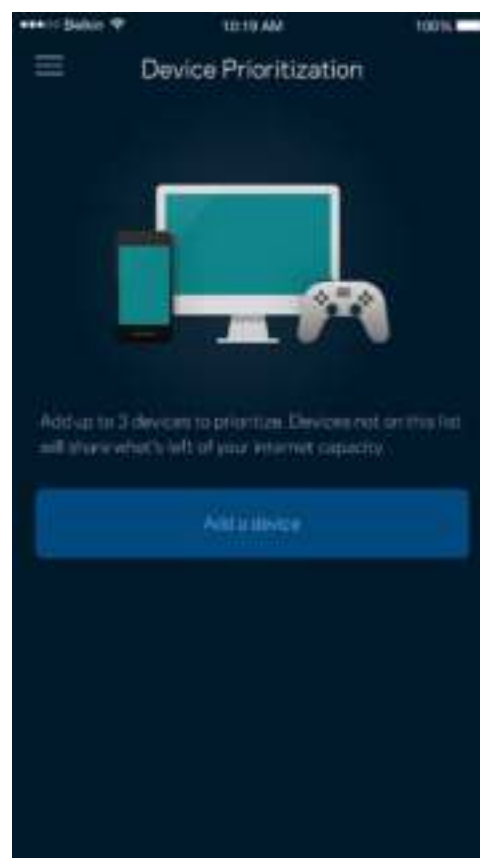 Belkin 10:19 AM 100%
Device Prioritization
Add up to 3 devices to prioritize. Devices not on this list
will share what's left of your internet capacity.
Add a device